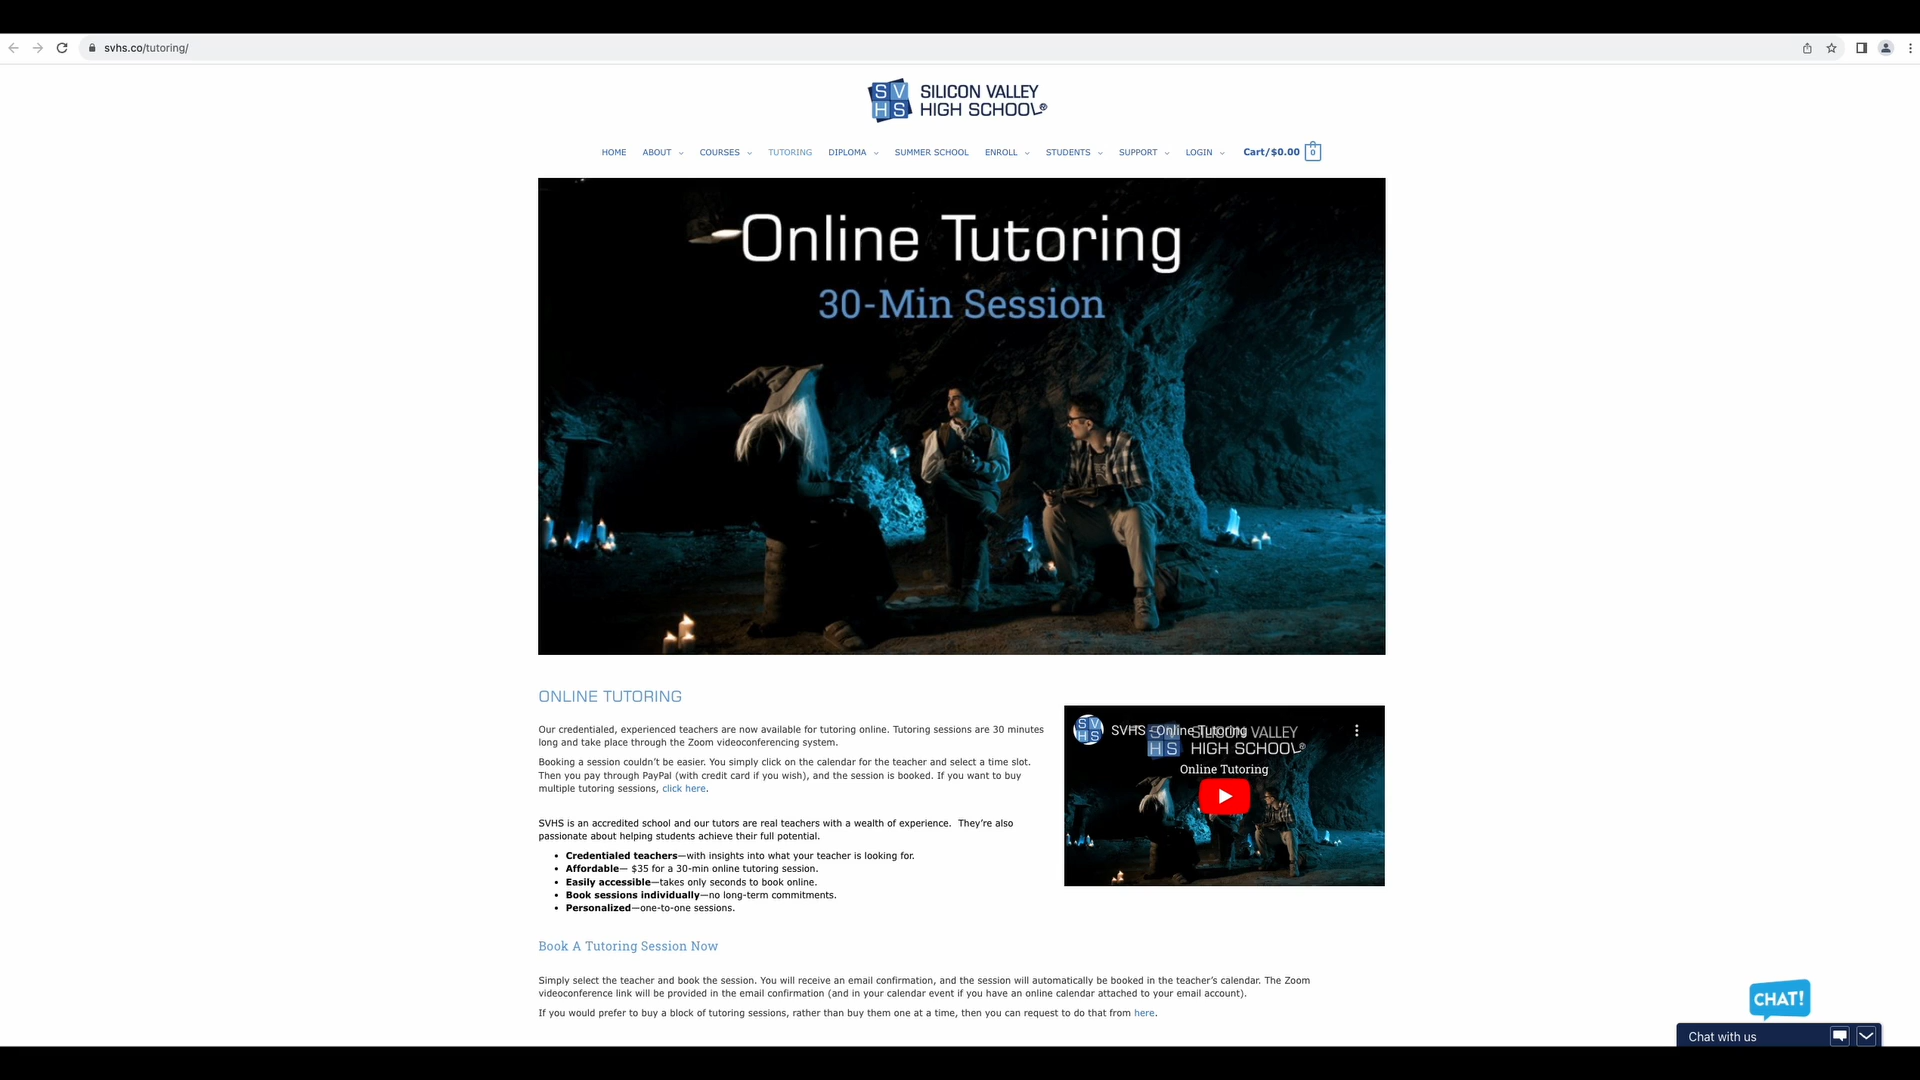 svhs.co/tutoring/
SV
HS
SILICON VALLEY
HIGH SCHOOL®
HOME ABOUT COURSES TUTORING DIPLOMA SUMMER SCHOOL ENROLL STUDENTS SUPPORT LOGIN Cart/$0.00 0
Online Tutoring
30-Min Session
ONLINE TUTORING
Our credentialed, experienced teachers are now available for tutoring online. Tutoring sessions are 30 minutes
long and take place through the Zoom videoconferencing system.
Booking a session couldn’t be easier. You simply click on the calendar for the teacher and select a time slot.
Then you pay through PayPal (with credit card if you wish), and the session is booked. If you want to buy
multiple tutoring sessions, click here.
SVHS is an accredited school and our tutors are real teachers with a wealth of experience. They’re also
passionate about helping students achieve their full potential.
• Credentialed teachers—with insights into what your teacher is looking for.
• Affordable— $35 for a 30-min online tutoring session.
• Easily accessible—takes only seconds to book online.
• Book sessions individually—no long-term commitments.
• Personalized—one-to-one sessions.
SV
HS
SVHS - Online Tutoring
SV
HS
SILICON VALLEY
HIGH SCHOOL®
Online Tutoring
Book A Tutoring Session Now
Simply select the teacher and book the session. You will receive an email confirmation, and the session will automatically be booked in the teacher’s calendar. The Zoom
videoconference link will be provided in the email confirmation (and in your calendar event if you have an online calendar attached to your email account).
If you would prefer to buy a block of tutoring sessions, rather than buy them one at a time, then you can request to do that from here.
CHAT!
Chat with us